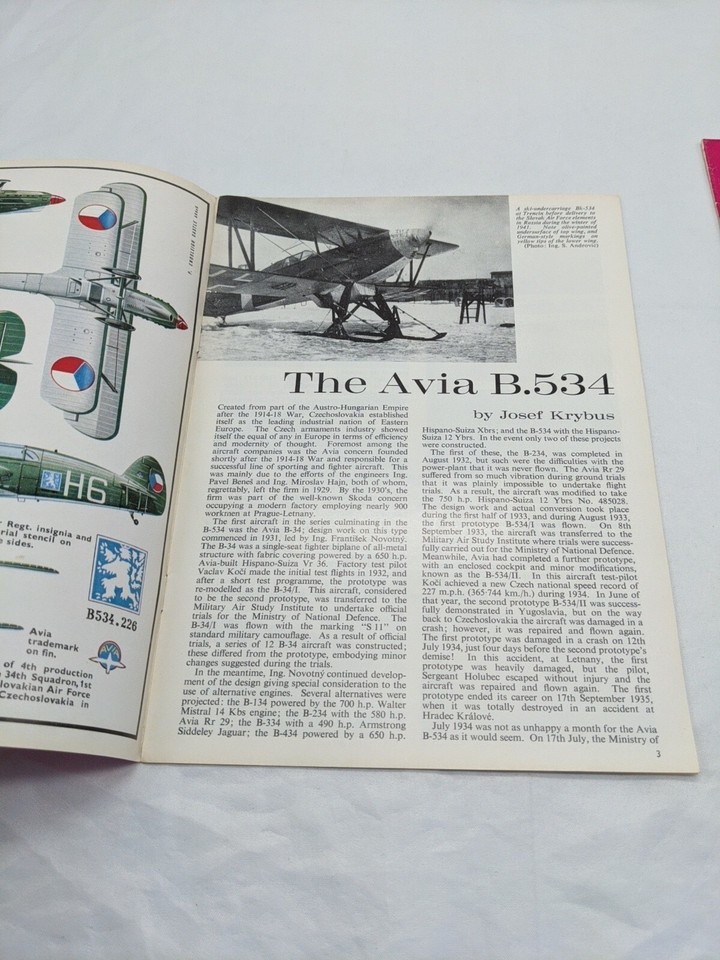 H6
r Regt. insignia and
rial stencil on
e sides.
B534.226
Avia
trademark
on fin.
AVIA
of 4th production
34th Squadron, 1st
lovakian Air Force
Czechoslovakia in
A ski-undercarriage Bk-534
at Trencin before delivery to
the Slovak Air Force elements
in Russia during the winter of
1941. Note olive-painted
undersurface of top wing, and
German-style markings on
yellow tips of the lower wing.
(Photo: Ing. S. Androvic)
The Avia B.534
by Josef Krybus
Created from part of the Austro-Hungarian Empire
after the 1914-18 War, Czechoslovakia established
itself as the leading industrial nation of Eastern
Europe. The Czech armaments industry showed
itself the equal of any in Europe in terms of efficiency
and modernity of thought. Foremost among the
aircraft companies was the Avia concern founded
shortly after the 1914-18 War and responsible for a
successful line of sporting and fighter aircraft. This
was mainly due to the efforts of the engineers Ing.
Pavel Beneš and Ing. Miroslav Hajn, both of whom,
regrettably, left the firm in 1929. By the 1930's, the
firm was part of the well-known Skoda concern
occupying a modern factory employing nearly 900
workmen at Prague-Letnany.
The first aircraft in the series culminating in the
B-534 was the Avia B-34; design work on this type
commenced in 1931, led by Ing. František Novotný.
The B-34 was a single-seat fighter biplane of all-metal
structure with fabric covering powered by a 650 h.p.
Avia-built Hispano-Suiza Vr 36. Factory test pilot
Vaclav Kočí made the initial test flights in 1932, and
after a short test programme, the prototype was
re-modelled as the B-34/I. This aircraft, considered
to be the second prototype, was transferred to the
Military Air Study Institute to undertake official
trials for the Ministry of National Defence. The
B-34/I was flown with the marking "S 11" on
standard military camouflage. As a result of official
trials, a series of 12 B-34 aircraft was constructed;
these differed from the prototype, embodying minor
changes suggested during the trials.
In the meantime, Ing. Novotný continued develop-
ment of the design giving special consideration to the
use of alternative engines. Several alternatives were
projected: the B-134 powered by the 700 h.p. Walter
Mistral 14 Kbs engine; the B-234 with the 580 h.p.
Avia Rr 29; the B-334 with a 490 h.p. Armstrong
Siddeley Jaguar; the B-434 powered by a 650 h.p.
Hispano-Suiza Xbrs; and the B-534 with the Hispano-
Suiza 12 Ybrs. In the event only two of these projects
were constructed.
The first of these, the B-234, was completed in
August 1932, but such were the difficulties with the
power-plant that it was never flown. The Avia Rr 29
suffered from so much vibration during ground trials
that it was plainly impossible to undertake flight
trials. As a result, the aircraft was modified to take
the 750 h.p. Hispano-Suiza 12 Ybrs No. 485028.
The design work and actual conversion took place
during the first half of 1933, and during August 1933,
the first prototype B-534/I was flown. On 8th
September 1933, the aircraft was transferred to the
Military Air Study Institute where trials were success-
fully carried out for the Ministry of National Defence.
Meanwhile, Avia had completed a further prototype,
with an enclosed cockpit and minor modifications,
known as the B-534/II. In this aircraft test-pilot
Kočí achieved a new Czech national speed record of
227 m.p.h. (365·744 km./h.) during 1934. In June of
that year, the second prototype B-534/II was success-
fully demonstrated in Yugoslavia, but on the way
back to Czechoslovakia the aircraft was damaged in a
crash; however, it was repaired and flown again.
The first prototype was damaged in a crash on 12th
July 1934, just four days before the second prototype's
demise! In this accident, at Letnany, the first
prototype was heavily damaged, but the pilot,
Sergeant Holubec escaped without injury and the
aircraft was repaired and flown again. The first
prototype ended its career on 17th September 1935,
when it was totally destroyed in an accident at
Hradec Králové.
July 1934 was not as unhappy a month for the Avia
B-534 as it would seem. On 17th July, the Ministry of
3